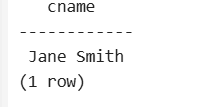 cname
------------
Jane Smith
(1 row)